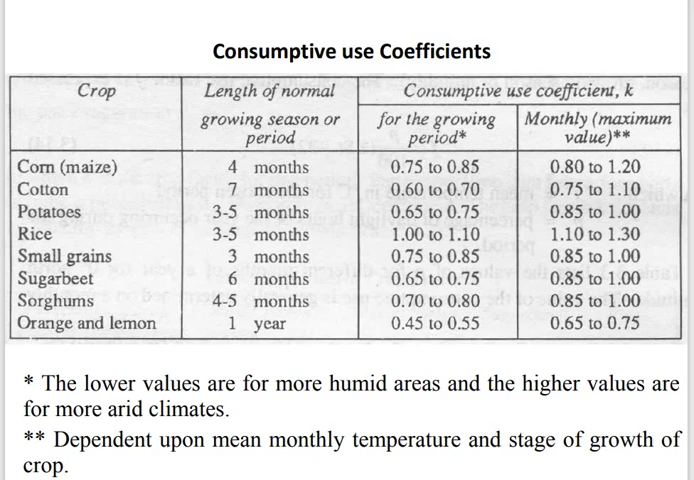 Consumptive Use Coefficients
Crop Length of normal Consumptive use coefficient, k
growing season or for the growing Monthly (maximum
period period* value)**
Corn (maize) 4 months 0.75 to 0.85 0.80 to 1.20
Cotton 7 months 0.60 to 0.70 0.75 to 1.10
Potatoes 3-5 months 0.65 to 0.75 0.85 to 1.00
Rice 3-5 months 1.00 to 1.10 1.10 to 1.30
Small grains 3 months 0.75 to 0.85 0.85 to 1.00
sugarbeet 6 months 0.65 to 0.75 0.85 to 1.00
Sorghums 4-5 months 0.70 to 0.80 0.85 to 1.00
Orange and lemon 1 year 0.45 to 0.55 0.65 to 0.75
* The lower values are for more humid areas and the higher values are
for more arid climates.
** Dependent upon mean monthly temperature and stage of growth of
crop.